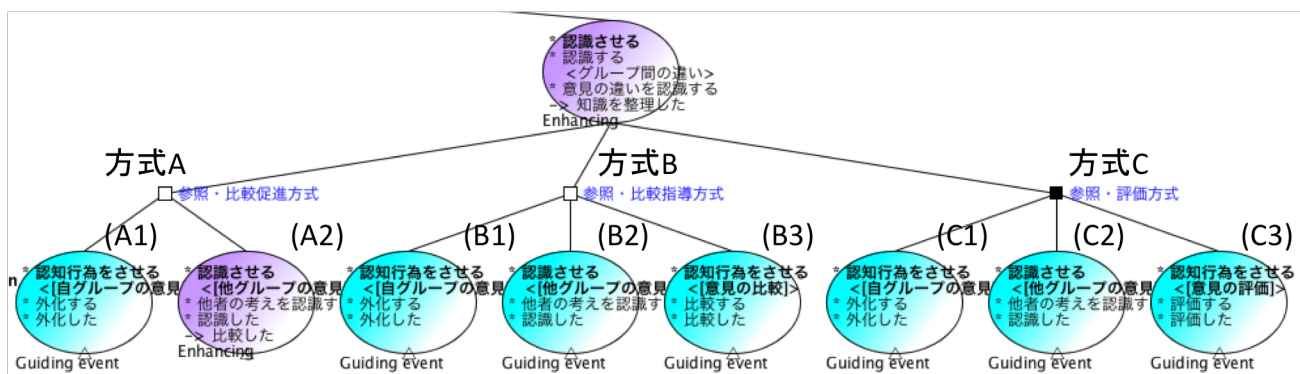 * 認識させる
* 認識する
<グループ間の違い>
* 意見の違いを認識する
-> 知識を整理した
Enhancing
方式A
方式B
方式C
参照・比較促進方式
参照・比較指導方式
参照・評価方式
(A1)
(A2)
(B1)
(B2)
(B3)
(C1)
(C2)
(C3)
n
* 認知行為をさせる
<[自グループの意見
* 外化する
* 外化した
Guiding event
* 認識させる
<[他グループの意見
* 他者の考えを認識す
* 認識した
-> 比較した
Enhancing
* 認知行為をさせる
<[自グループの意見
* 外化する
* 外化した
Guiding event
* 認識させる
<[他グループの意見
* 他者の考えを認識す
* 認識した
Guiding event
* 認知行為をさせる
<[意見の比較]>
* 比較する
* 比較した
Guiding event
* 認知行為をさせる
<[自グループの意見
* 外化する
* 外化した
Guiding event
* 認識させる
<[他グループの意見
* 他者の考えを認識す
* 認識した
Guiding event
* 認知行為をさせる
<[意見の評価]>
* 評価する
* 評価した
Guiding event